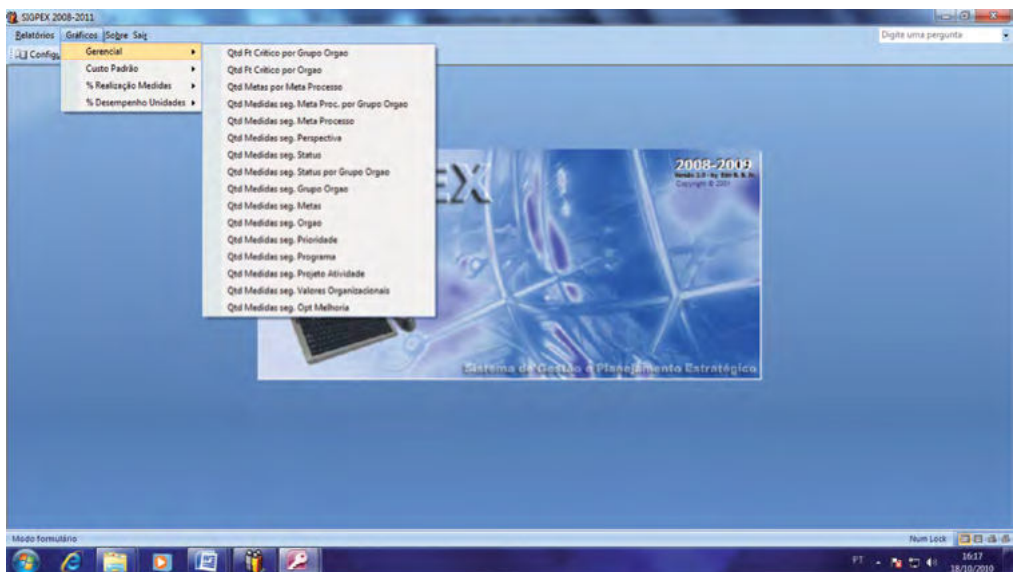 SIGPEX 2008-2011
Relatórios Gráficos Sobre Sair Digite uma pergunta
Configu
Gerencial
Custo Padrão
% Realização Medidas
% Desempenho Unidades
Qtd Ft Critico por Grupo Orgao
Qtd Ft Critico por Orgao
Qtd Metas por Meta Processo
Qtd Medidas seg. Meta Proc. por Grupo Orgao
Qtd Medidas seg. Meta Processo
Qtd Medidas seg. Perspectiva
Qtd Medidas seg. Status
Qtd Medidas seg. Status por Grupo Orgao
Qtd Medidas seg. Grupo Orgao
Qtd Medidas seg. Metas
Qtd Medidas seg. Orgao
Qtd Medidas seg. Prioridade
Qtd Medidas seg. Programa
Qtd Medidas seg. Projeto Atividade
Qtd Medidas seg. Valores Organizacionais
Qtd Medidas seg. Opt Melhoria
EX
2008-2009
Copyright ©
Sistema de Gestão e Planejamento Estratégico
Modo formulário Num Lock
PT 16:17
18/10/2010